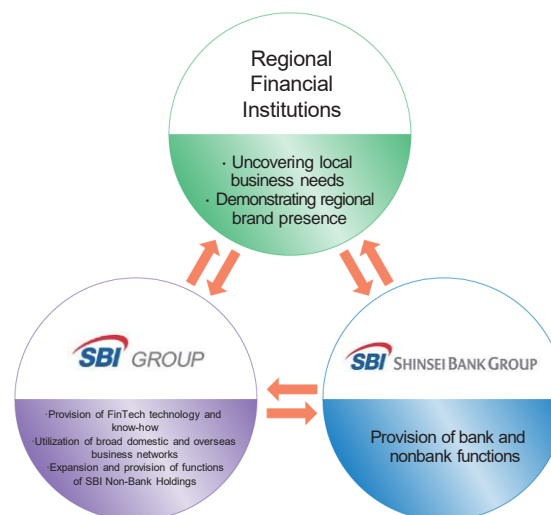 Regional
Financial
Institutions
· Uncovering local
business needs
· Demonstrating regional
brand presence
SBI GROUP
·Provision of FinTech technology and
know-how
·Utilization of broad domestic and overseas
business networks
·Expansion and provision of functions
of SBI Non-Bank Holdings
SBI SHINSEI BANK GROUP
Provision of bank and
nonbank functions